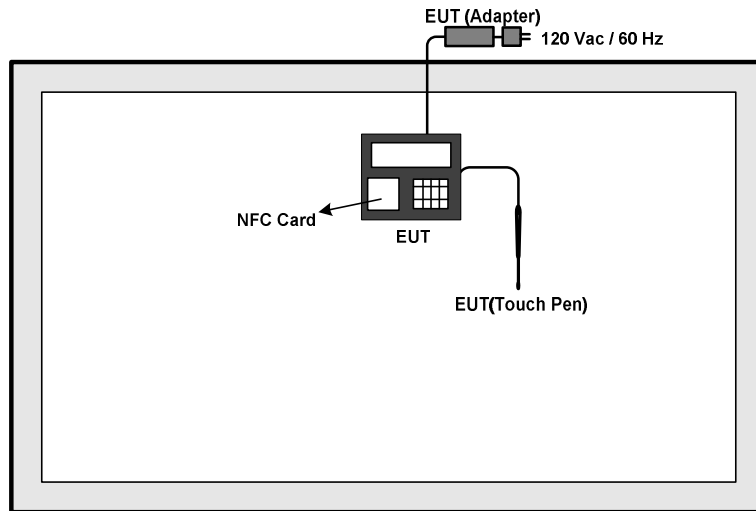 EUT (Adapter)
120 Vac / 60 Hz
NFC Card
EUT
EUT(Touch Pen)